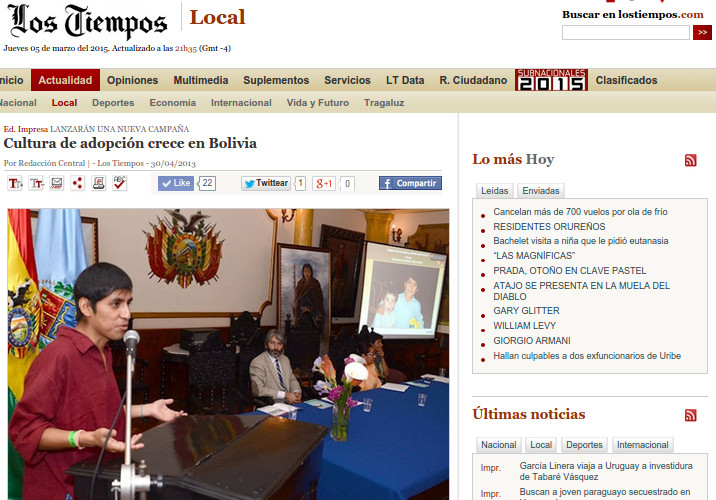 Los Tiempos
Local
Buscar en lostiempos.com
Jueves 05 de marzo del 2015. Actualizado a las 21h35 (Gmt -4)
>>
nicio Actualidad Opiniones Multimedia Suplementos Servicios LT Data R. Ciudadano SUBNACIONALES 2015 Clasificados
Nacional Local Deportes Economía Internacional Vida y Futuro Tragaluz
Ed. Impresa LANZARÁN UNA NUEVA CAMPAÑA
Cultura de adopción crece en Bolivia
Por Redacción Central | - Los Tiempos - 30/04/2013
Like 22 Twittear 1 g+1 0 Compartir
Lo más Hoy
Leídas Enviadas
Cancelan más de 700 vuelos por ola de frío
RESIDENTES ORUREÑOS
Bachelet visita a niña que le pidió eutanasia
“LAS MAGNÍFICAS”
PRADA, OTOÑO EN CLAVE PASTEL
ATAJO SE PRESENTA EN LA MUELA DEL
DIABLO
GARY GLITTER
WILLIAM LEVY
GIORGIO ARMANI
Hallan culpables a dos exfuncionarios de Uribe
Últimas noticias
Nacional Local Deportes Internacional
Impr. García Linera viaja a Uruguay a investidura
de Tabaré Vásquez
Impr. Buscan a joven paraguayo secuestrado en